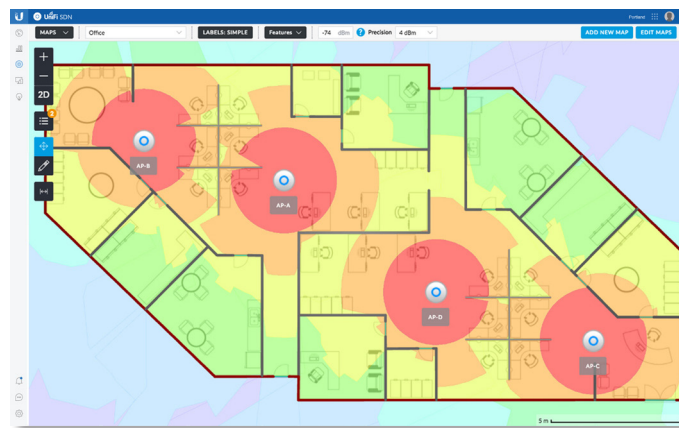 U UniFi SDN
MAPS Office LABELS: SIMPLE Features -74 dBm ? Precision 4 dBm ADD NEW MAP EDIT MAPS
+
−
2D
2
AP-B
AP-A
AP-D
AP-C
5 m